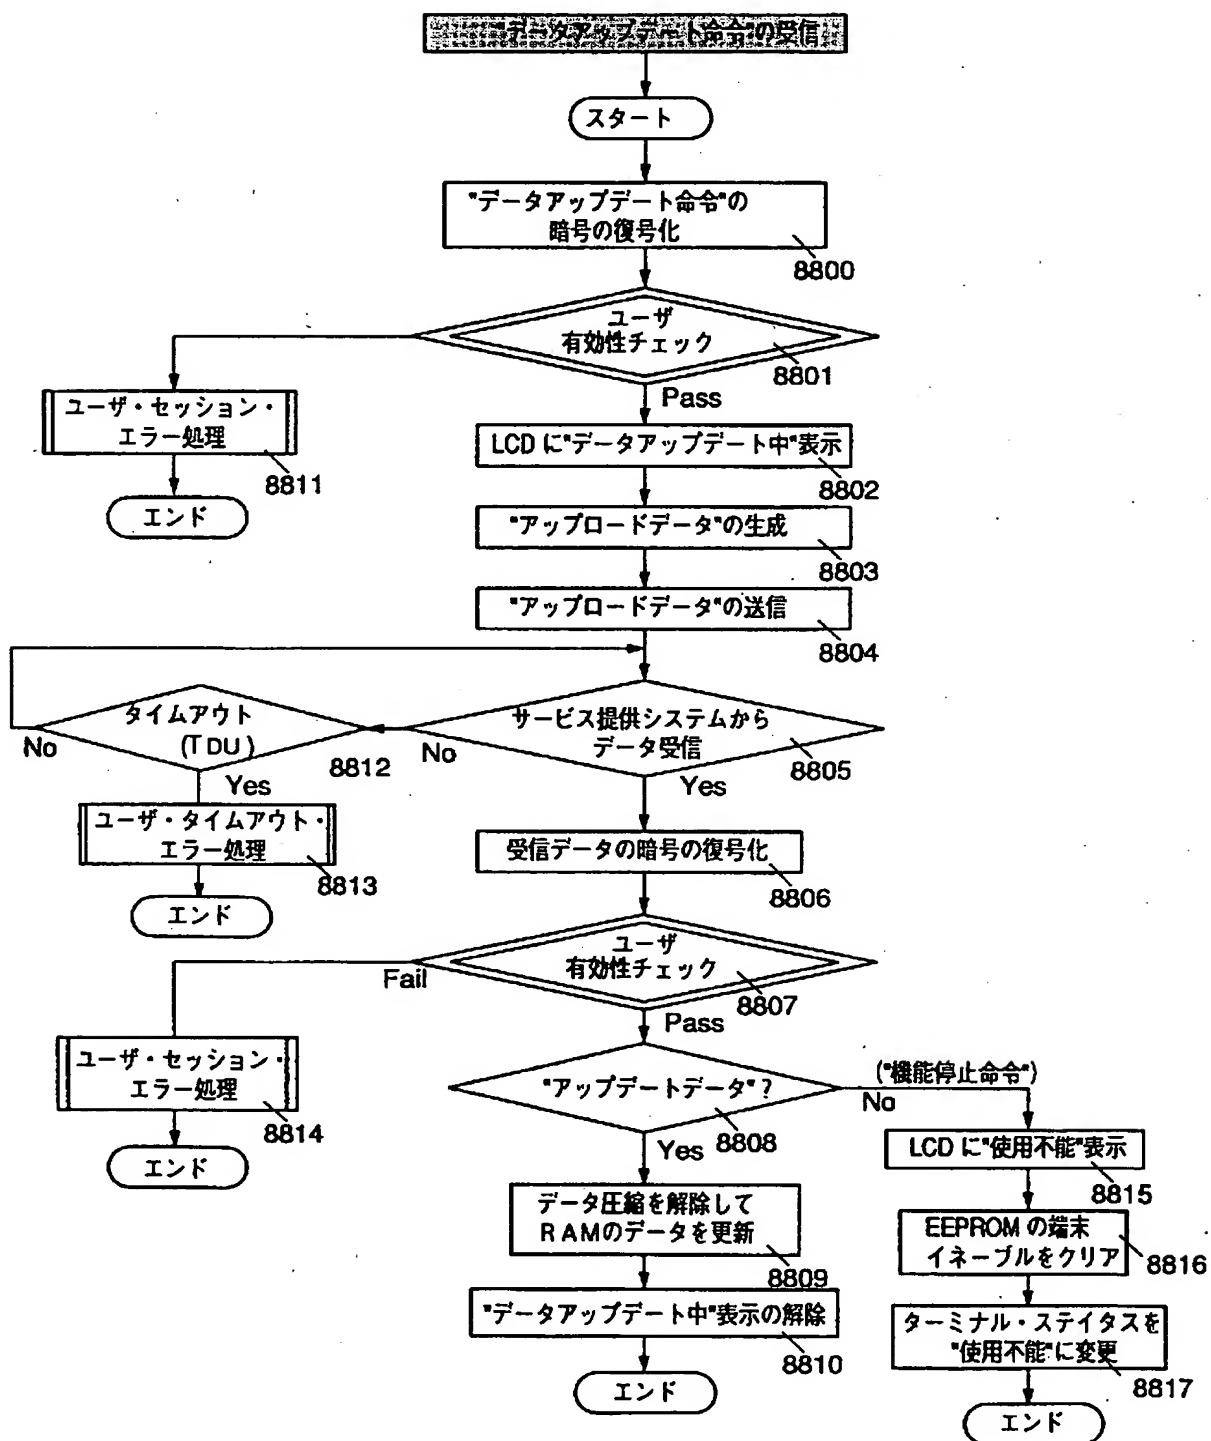 "データアップデート命令"の受信
スタート
"データアップデート命令"の
暗号の復号化
8800
ユーザ
有効性チェック
8801
Pass
ユーザ・セッション・
エラー処理
8811
エンド
LCD に"データアップデート中"表示
8802
"アップロードデータ"の生成
8803
"アップロードデータ"の送信
8804
タイムアウト
(TDU)
No
8812
Yes
サービス提供システムから
データ受信
No
8805
Yes
ユーザ・タイムアウト・
エラー処理
8813
エンド
受信データの暗号の復号化
8806
ユーザ
有効性チェック
Fail
8807
Pass
ユーザ・セッション・
エラー処理
8814
エンド
"アップデートデータ"?
8808
("機能停止命令")
No
Yes
LCD に"使用不能"表示
8815
データ圧縮を解除して
RAMのデータを更新
8809
EEPROM の端末
イネーブルをクリア
8816
"データアップデート中"表示の解除
8810
ターミナル・ステイタスを
"使用不能"に変更
8817
エンド
エンド